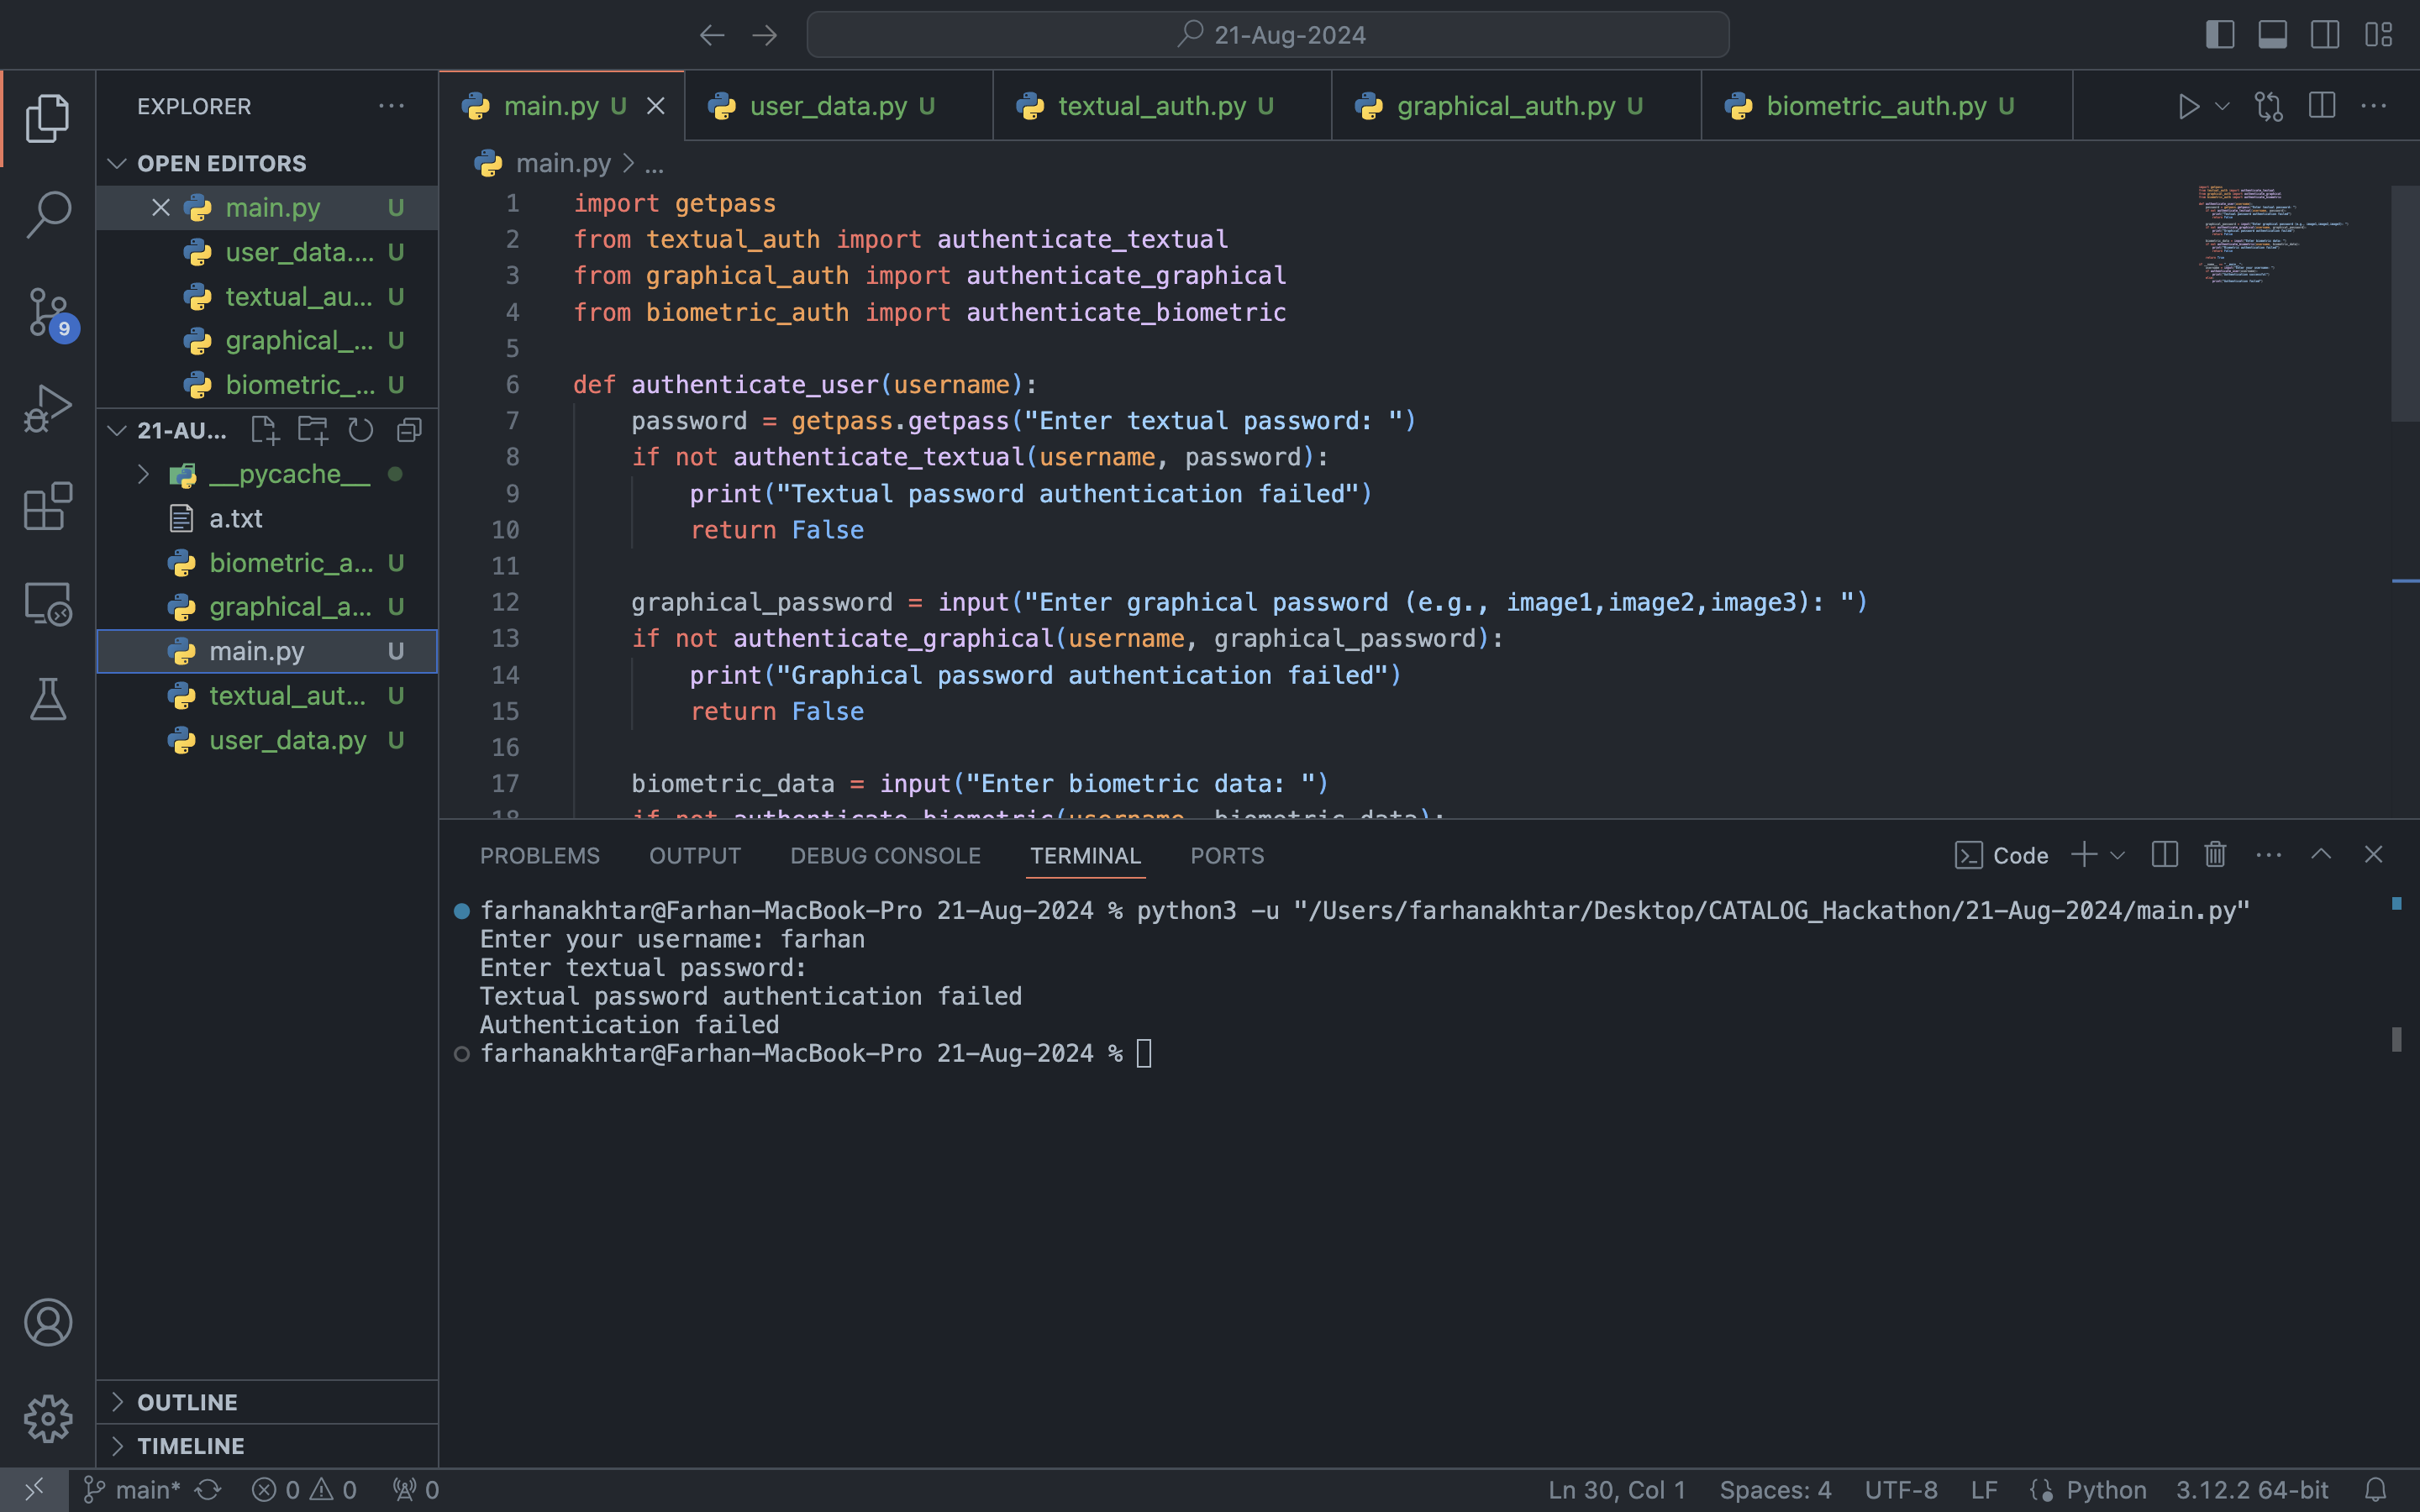 21-Aug-2024
EXPLORER
OPEN EDITORS
main.py U
user_data.... U
textual_au... U
graphical_... U
biometric_... U
21-AU...
__pycache__
a.txt
biometric_a... U
graphical_a... U
main.py U
textual_aut... U
user_data.py U
OUTLINE
TIMELINE
9
main.py U
user_data.py U
textual_auth.py U
graphical_auth.py U
biometric_auth.py U
main.py > ...
1 import getpass
2 from textual_auth import authenticate_textual
3 from graphical_auth import authenticate_graphical
4 from biometric_auth import authenticate_biometric
5
6 def authenticate_user(username):
7 password = getpass.getpass("Enter textual password: ")
8 if not authenticate_textual(username, password):
9 print("Textual password authentication failed")
10 return False
11
12 graphical_password = input("Enter graphical password (e.g., image1,image2,image3): ")
13 if not authenticate_graphical(username, graphical_password):
14 print("Graphical password authentication failed")
15 return False
16
17 biometric_data = input("Enter biometric data: ")
18 if not authenticate_biometric(username, biometric_data):
PROBLEMS OUTPUT DEBUG CONSOLE TERMINAL PORTS
Code
farhanakhtar@Farhan-MacBook-Pro 21-Aug-2024 % python3 -u "/Users/farhanakhtar/Desktop/CATALOG_Hackathon/21-Aug-2024/main.py"
Enter your username: farhan
Enter textual password:
Textual password authentication failed
Authentication failed
farhanakhtar@Farhan-MacBook-Pro 21-Aug-2024 %
main* 0 0 0
Ln 30, Col 1 Spaces: 4 UTF-8 LF Python 3.12.2 64-bit